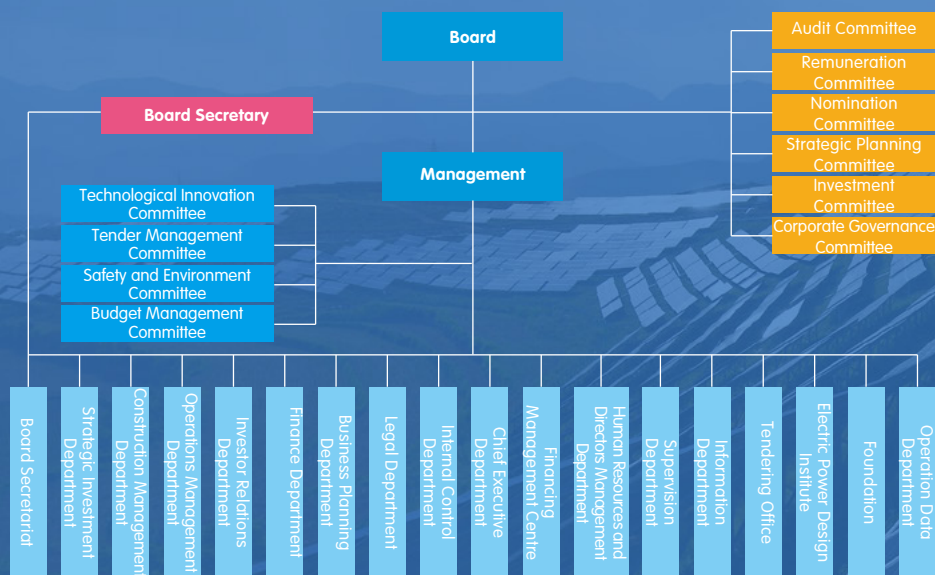 Board
Audit Committee
Remuneration
Committee
Nomination
Committee
Strategic Planning
Committee
Investment
Committee
Corporate Governance
Committee
Board Secretary
Management
Technological Innovation
Committee
Tender Management
Committee
Safety and Environment
Committee
Budget Management
Committee
Board Secretariat
Strategic Investment
Department
Construction Management
Department
Operations Management
Department
Investor Relations
Finance Department
Business Planning
Department
Legal Department
Internal Control
Department
Chief Executive
Department
Financing
Management Centre
Human Resources and
Directors Management
Department
Supervision
Department
Information
Department
Tendering Office
Electric Power Design
Institute
Foundation
Operation Data
Department